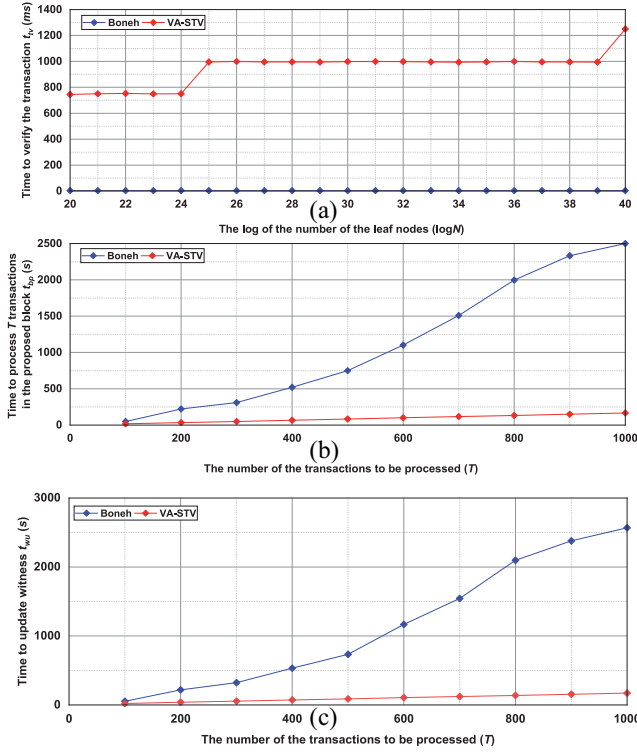 Time to verify the transaction t_tv (ms)
Boneh VA-STV
1400
1200
1000
800
600
400
200
0
20 22 24 26 28 30 32 34 36 38 40
(a)
The log of the number of the leaf nodes (logN)
Time to process T transactions
in the proposed block t_bp (s)
Boneh VA-STV
2500
2000
1500
1000
500
0
0 200 400 600 800 1000
(b)
The number of the transactions to be processed (T)
Time to update witness t_wu (s)
Boneh VA-STV
3000
2000
1000
0
0 200 400 600 800 1000
(c)
The number of the transactions to be processed (T)